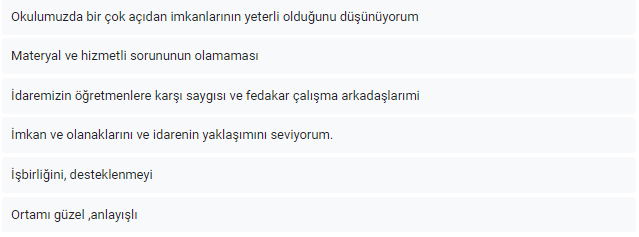 Okulumuzda bir çok açıdan imkanlarının yeterli olduğunu düşünüyorum
Materyal ve hizmetli sorununun olamaması
İdaremizin öğretmenlere karşı saygısı ve fedakar çalışma arkadaşlarımi
İmkan ve olanaklarını ve idarenin yaklaşımını seviyorum.
İşbirliğini, desteklenmeyi
Ortamı güzel ,anlayışlı